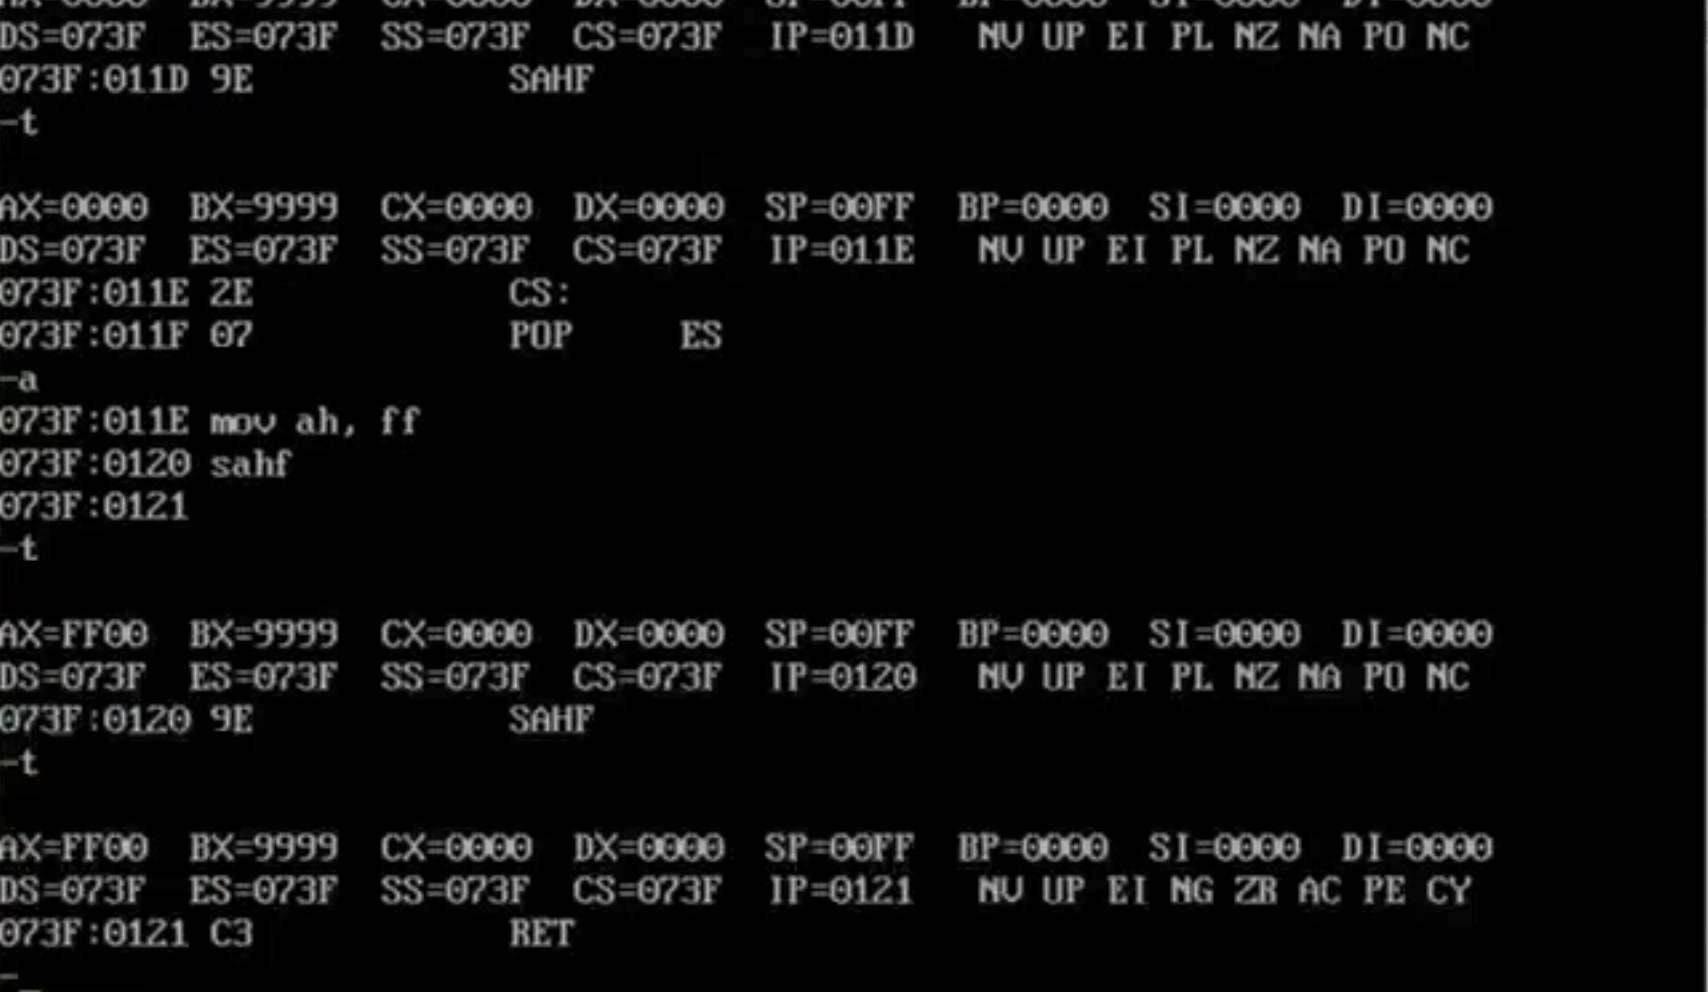 DS=073F ES=073F SS=073F CS=073F IP=011D NV UP EI PL NZ NA PO NC
073F:011D 9E SAHF
-t
AX=0000 BX=9999 CX=0000 DX=0000 SP=00FF BP=0000 SI=0000 DI=0000
DS=073F ES=073F SS=073F CS=073F IP=011E NV UP EI PL NZ NA PO NC
073F:011E 2E CS:
073F:011F 07 POP ES
-a
073F:011E mov ah, ff
073F:0120 sahf
073F:0121
-t
AX=FF00 BX=9999 CX=0000 DX=0000 SP=00FF BP=0000 SI=0000 DI=0000
DS=073F ES=073F SS=073F CS=073F IP=0120 NV UP EI PL NZ NA PO NC
073F:0120 9E SAHF
-t
AX=FF00 BX=9999 CX=0000 DX=0000 SP=00FF BP=0000 SI=0000 DI=0000
DS=073F ES=073F SS=073F CS=073F IP=0121 NV UP EI NG ZR AC PE CY
073F:0121 C3 RET
-